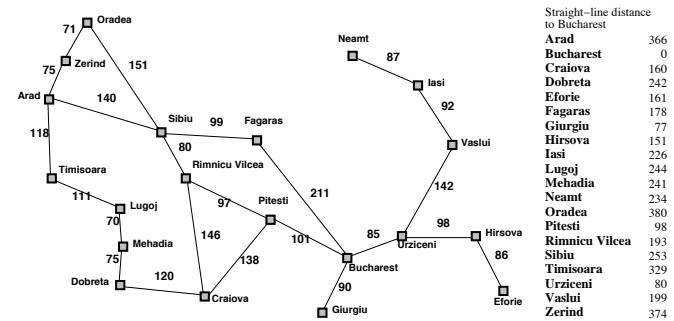 Straight−line distance
to Bucharest
Arad 366
Bucharest 0
Craiova 160
Dobreta 242
Eforie 161
Fagaras 178
Giurgiu 77
Hirsova 151
Iasi 226
Lugoj 244
Mehadia 241
Neamt 234
Oradea 380
Pitesti 98
Rimnicu Vilcea 193
Sibiu 253
Timisoara 329
Urziceni 80
Vaslui 199
Zerind 374
Oradea
71
Neamt
87
Zerind
151
75
Iasi
Arad
140
92
Sibiu
99
Fagaras
118
80
Vaslui
Timisoara
Rimnicu Vilcea
111
Lugoj
97
Pitesti
211
142
70
98
Hirsova
85
Mehadia
146
101
Urziceni
75
138
86
120
Bucharest
Dobreta
90
Craiova
Eforie
Giurgiu